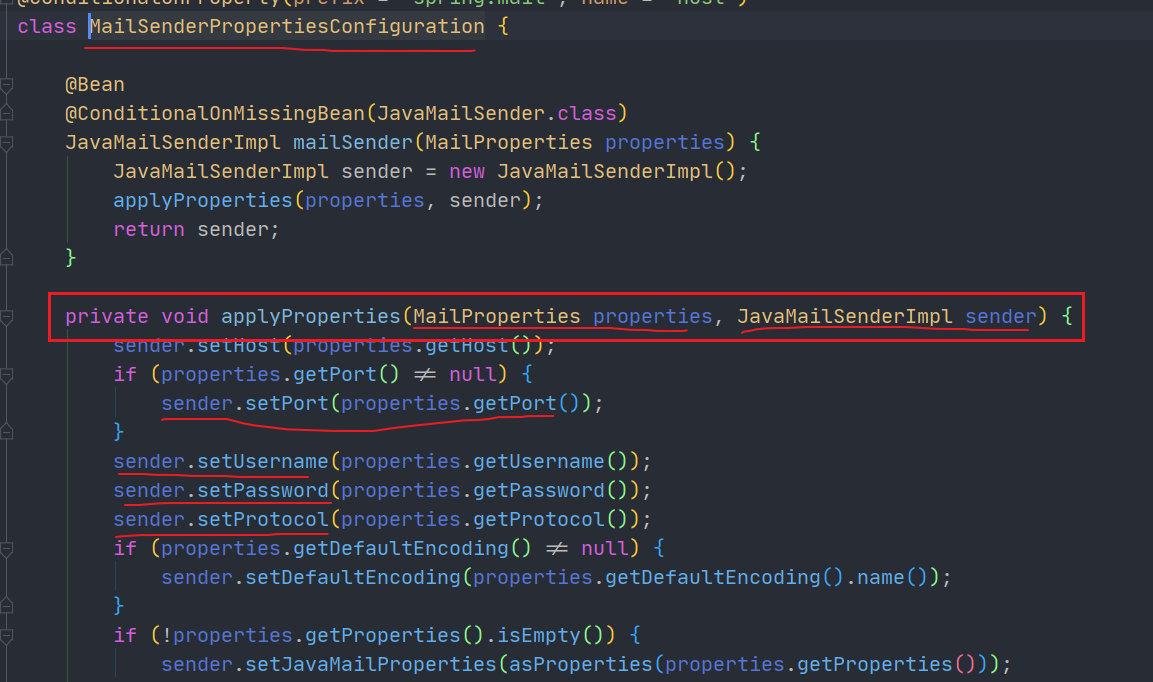 @ConditionalOnProperty(prefix = "spring.mail", name = "host")
class MailSenderPropertiesConfiguration {
@Bean
@ConditionalOnMissingBean(JavaMailSender.class)
JavaMailSenderImpl mailSender(MailProperties properties) {
JavaMailSenderImpl sender = new JavaMailSenderImpl();
applyProperties(properties, sender);
return sender;
}
private void applyProperties(MailProperties properties, JavaMailSenderImpl sender) {
sender.setHost(properties.getHost());
if (properties.getPort() ≠ null) {
sender.setPort(properties.getPort());
}
sender.setUsername(properties.getUsername());
sender.setPassword(properties.getPassword());
sender.setProtocol(properties.getProtocol());
if (properties.getDefaultEncoding() ≠ null) {
sender.setDefaultEncoding(properties.getDefaultEncoding().name());
}
if (!properties.getProperties().isEmpty()) {
sender.setJavaMailProperties(asProperties(properties.getProperties()));